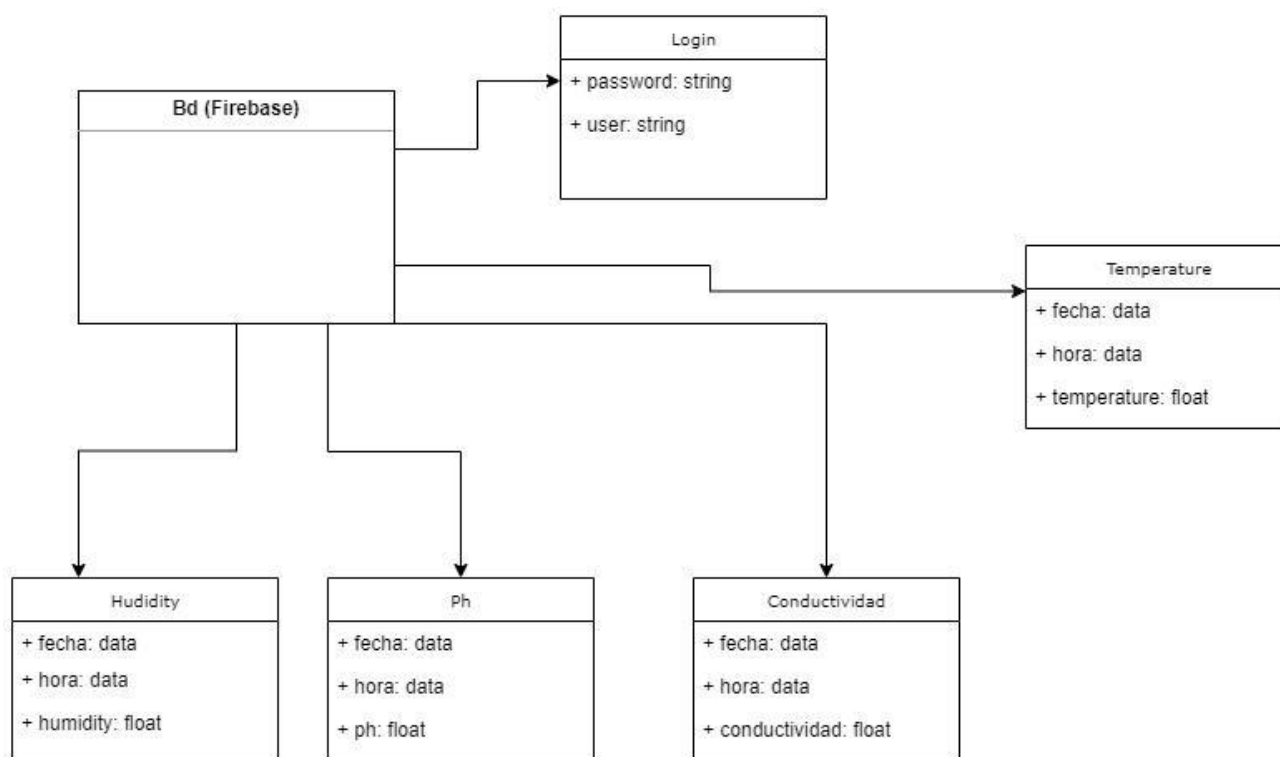 Login
+ password: string
+ user: string
Bd (Firebase)
Temperature
+ fecha: data
+ hora: data
+ temperature: float
Hudidity
+ fecha: data
+ hora: data
+ humidity: float
Ph
+ fecha: data
+ hora: data
+ ph: float
Conductividad
+ fecha: data
+ hora: data
+ conductividad: float